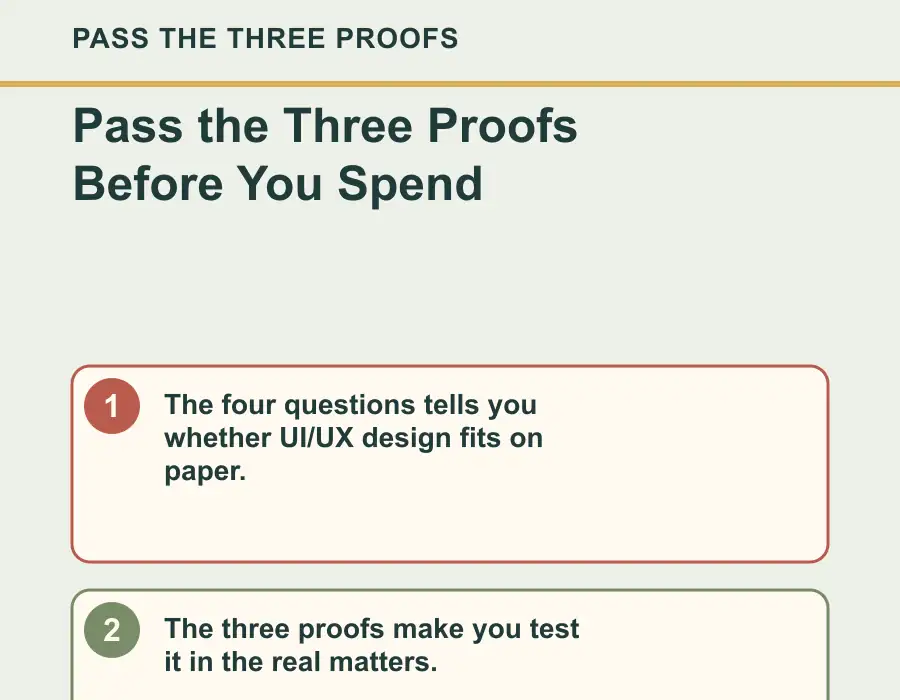 PASS THE THREE PROOFS
Pass the Three Proofs
Before You Spend
1
The four questions tells you
whether UI/UX design fits on
paper.
2
The three proofs make you test
it in the real matters.